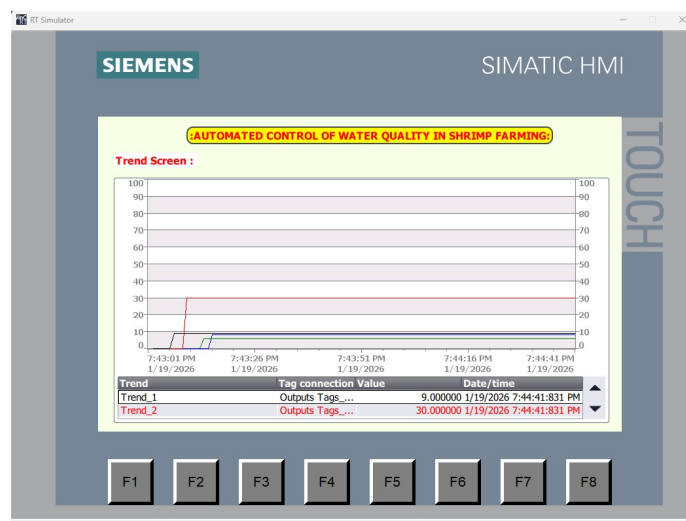 RT Simulator
SIEMENS
SIMATIC HMI
TOUCH
:AUTOMATED CONTROL OF WATER QUALITY IN SHRIMP FARMING:
Trend Screen :
100 100
90 90
80 80
70 70
60 60
50 50
40 40
30 30
20 20
10 10
0 0
7:43:01 PM 7:43:26 PM 7:43:51 PM 7:44:16 PM 7:44:41 PM
1/19/2026 1/19/2026 1/19/2026 1/19/2026 1/19/2026
Trend Tag connection Value Date/time
Trend_1 Outputs Tags_... 9.000000 1/19/2026 7:44:41:831 PM
Trend_2 Outputs Tags_... 30.000000 1/19/2026 7:44:41:831 PM
F1 F2 F3 F4 F5 F6 F7 F8